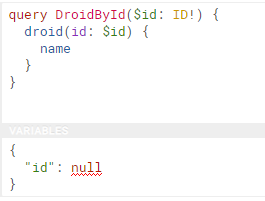 query DroidById($id: ID!) {
  droid(id: $id) {
    name
  }
}
VARIABLES
{
  "id": null
}